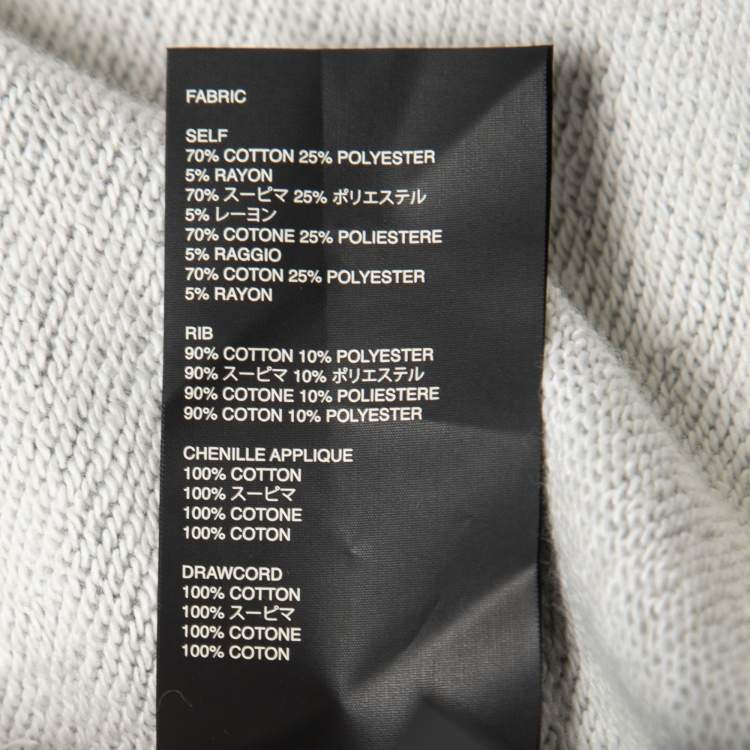 FABRIC
SELF
70% COTTON 25% POLYESTER
5% RAYON
70% スーピマ 25% ポリエステル
5% レーヨン
70% COTONE 25% POLIESTERE
5% RAGGIO
70% COTON 25% POLYESTER
5% RAYON
RIB
90% COTTON 10% POLYESTER
90% スーピマ 10% ポリエステル
90% COTONE 10% POLIESTERE
90% COTON 10% POLYESTER
CHENILLE APPLIQUE
100% COTTON
100% スーピマ
100% COTONE
100% COTON
DRAWCORD
100% COTTON
100% スーピマ
100% COTONE
100% COTON